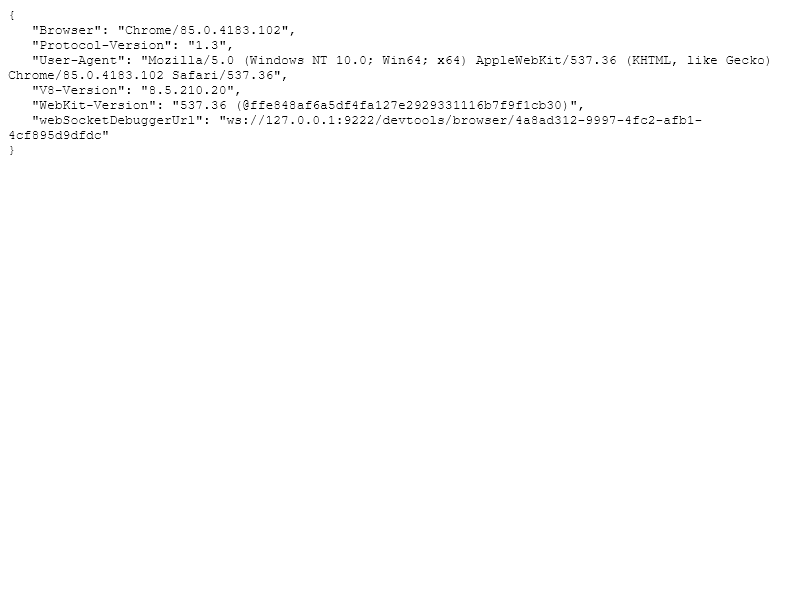 {
   "Browser": "Chrome/85.0.4183.102",
   "Protocol-Version": "1.3",
   "User-Agent": "Mozilla/5.0 (Windows NT 10.0; Win64; x64) AppleWebKit/537.36 (KHTML, like Gecko)
Chrome/85.0.4183.102 Safari/537.36",
   "V8-Version": "8.5.210.20",
   "WebKit-Version": "537.36 (@ffe848af6a5df4fa127e2929331116b7f9f1cb30)",
   "webSocketDebuggerUrl": "ws://127.0.0.1:9222/devtools/browser/4a8ad312-9997-4fc2-afb1-
4cf895d9dfdc"
}